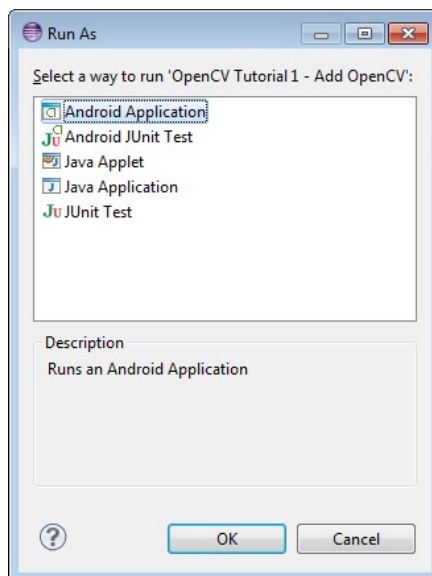 Run As
Select a way to run 'OpenCV Tutorial 1 - Add OpenCV':
Android Application
Android JUnit Test
Java Applet
Java Application
JUnit Test
Description
Runs an Android Application
OK
Cancel